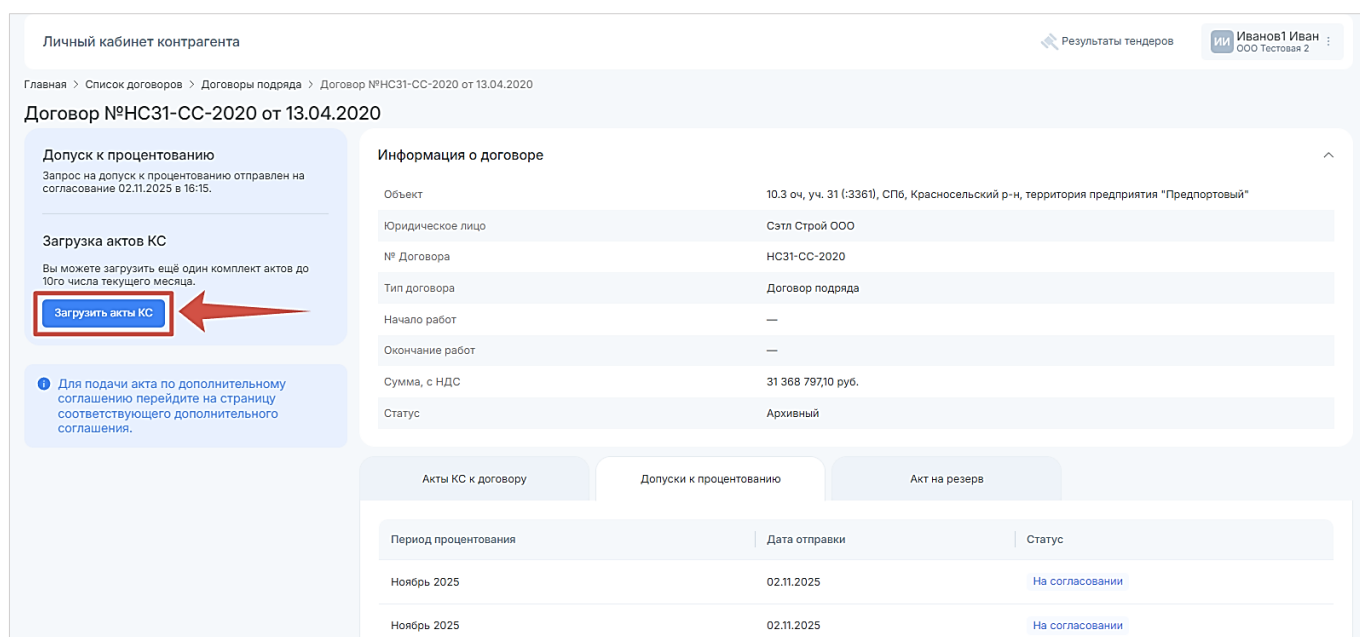 Личный кабинет контрагента
Результаты тендеров
ИИ
Иванов1 Иван
ООО Тестовая 2
Главная > Список договоров > Договоры подряда > Договор №НС31-СС-2020 от 13.04.2020
Договор №НС31-СС-2020 от 13.04.2020
Допуск к процентованию
Запрос на допуск к процентованию отправлен на
согласование 02.11.2025 в 16:15.
Загрузка актов КС
Вы можете загрузить ещё один комплект актов до
10го числа текущего месяца.
Загрузить акты КС
Для подачи акта по дополнительному
соглашению перейдите на страницу
соответствующего дополнительного
соглашения.
Информация о договоре
Объект 10.3 оч, уч. 31 (:3361), СПб, Красносельский р-н, территория предприятия "Предпортовый"
Юридическое лицо Сэтл Строй ООО
№ Договора НС31-СС-2020
Тип договора Договор подряда
Начало работ —
Окончание работ —
Сумма, с НДС 31 368 797,10 руб.
Статус Архивный
Акты КС к договору Допуски к процентованию Акт на резерв
Период процентования Дата отправки Статус
Ноябрь 2025 02.11.2025 На согласовании
Ноябрь 2025 02.11.2025 На согласовании